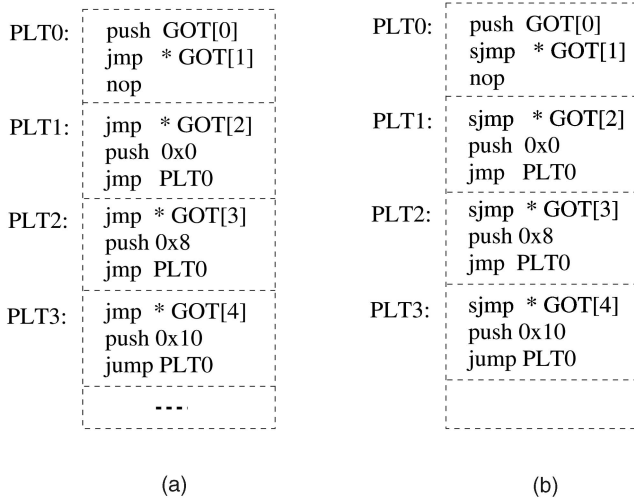 PLT0:
push GOT[0]
jmp * GOT[1]
nop
PLT1:
jmp * GOT[2]
push 0x0
jmp PLT0
PLT2:
jmp * GOT[3]
push 0x8
jmp PLT0
PLT3:
jmp * GOT[4]
push 0x10
jump PLT0
----
(a)
PLT0:
push GOT[0]
sjmp * GOT[1]
nop
PLT1:
sjmp * GOT[2]
push 0x0
jmp PLT0
PLT2:
sjmp * GOT[3]
push 0x8
jmp PLT0
PLT3:
sjmp * GOT[4]
push 0x10
jump PLT0
(b)